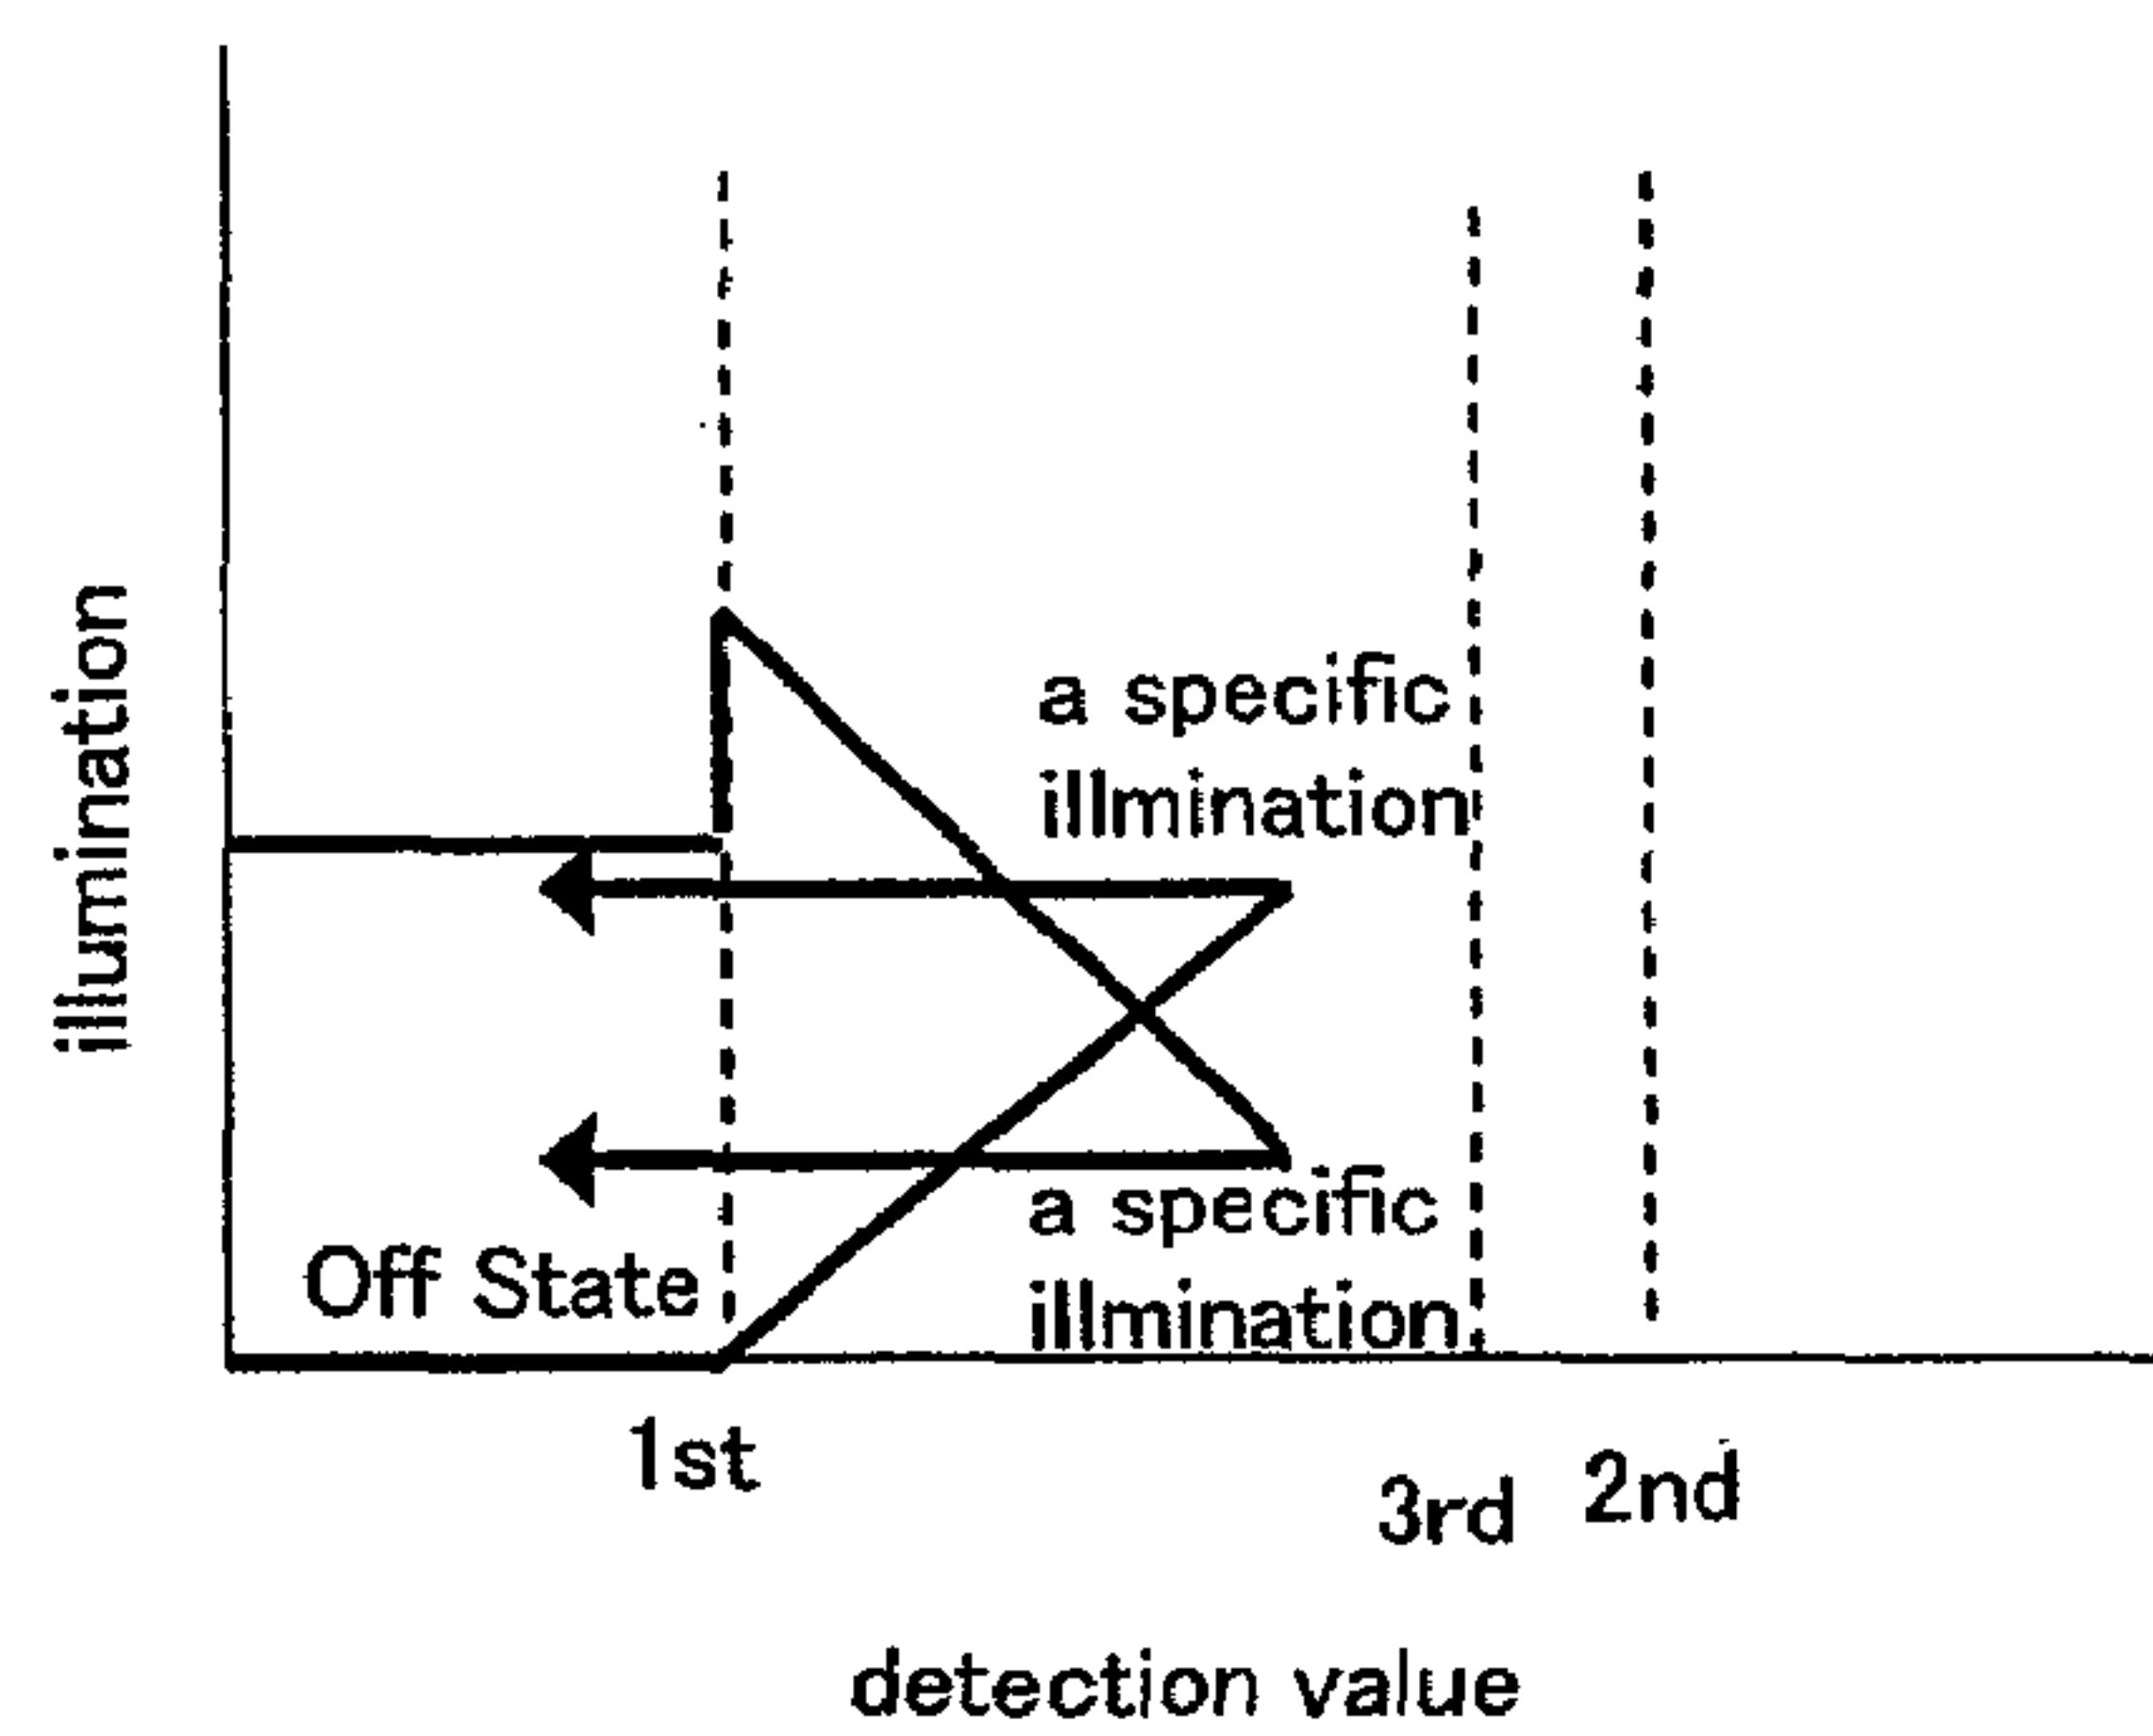 illumination
a specific
illmination
a specific
illmination
Off State
1st
3rd
2nd
detection value